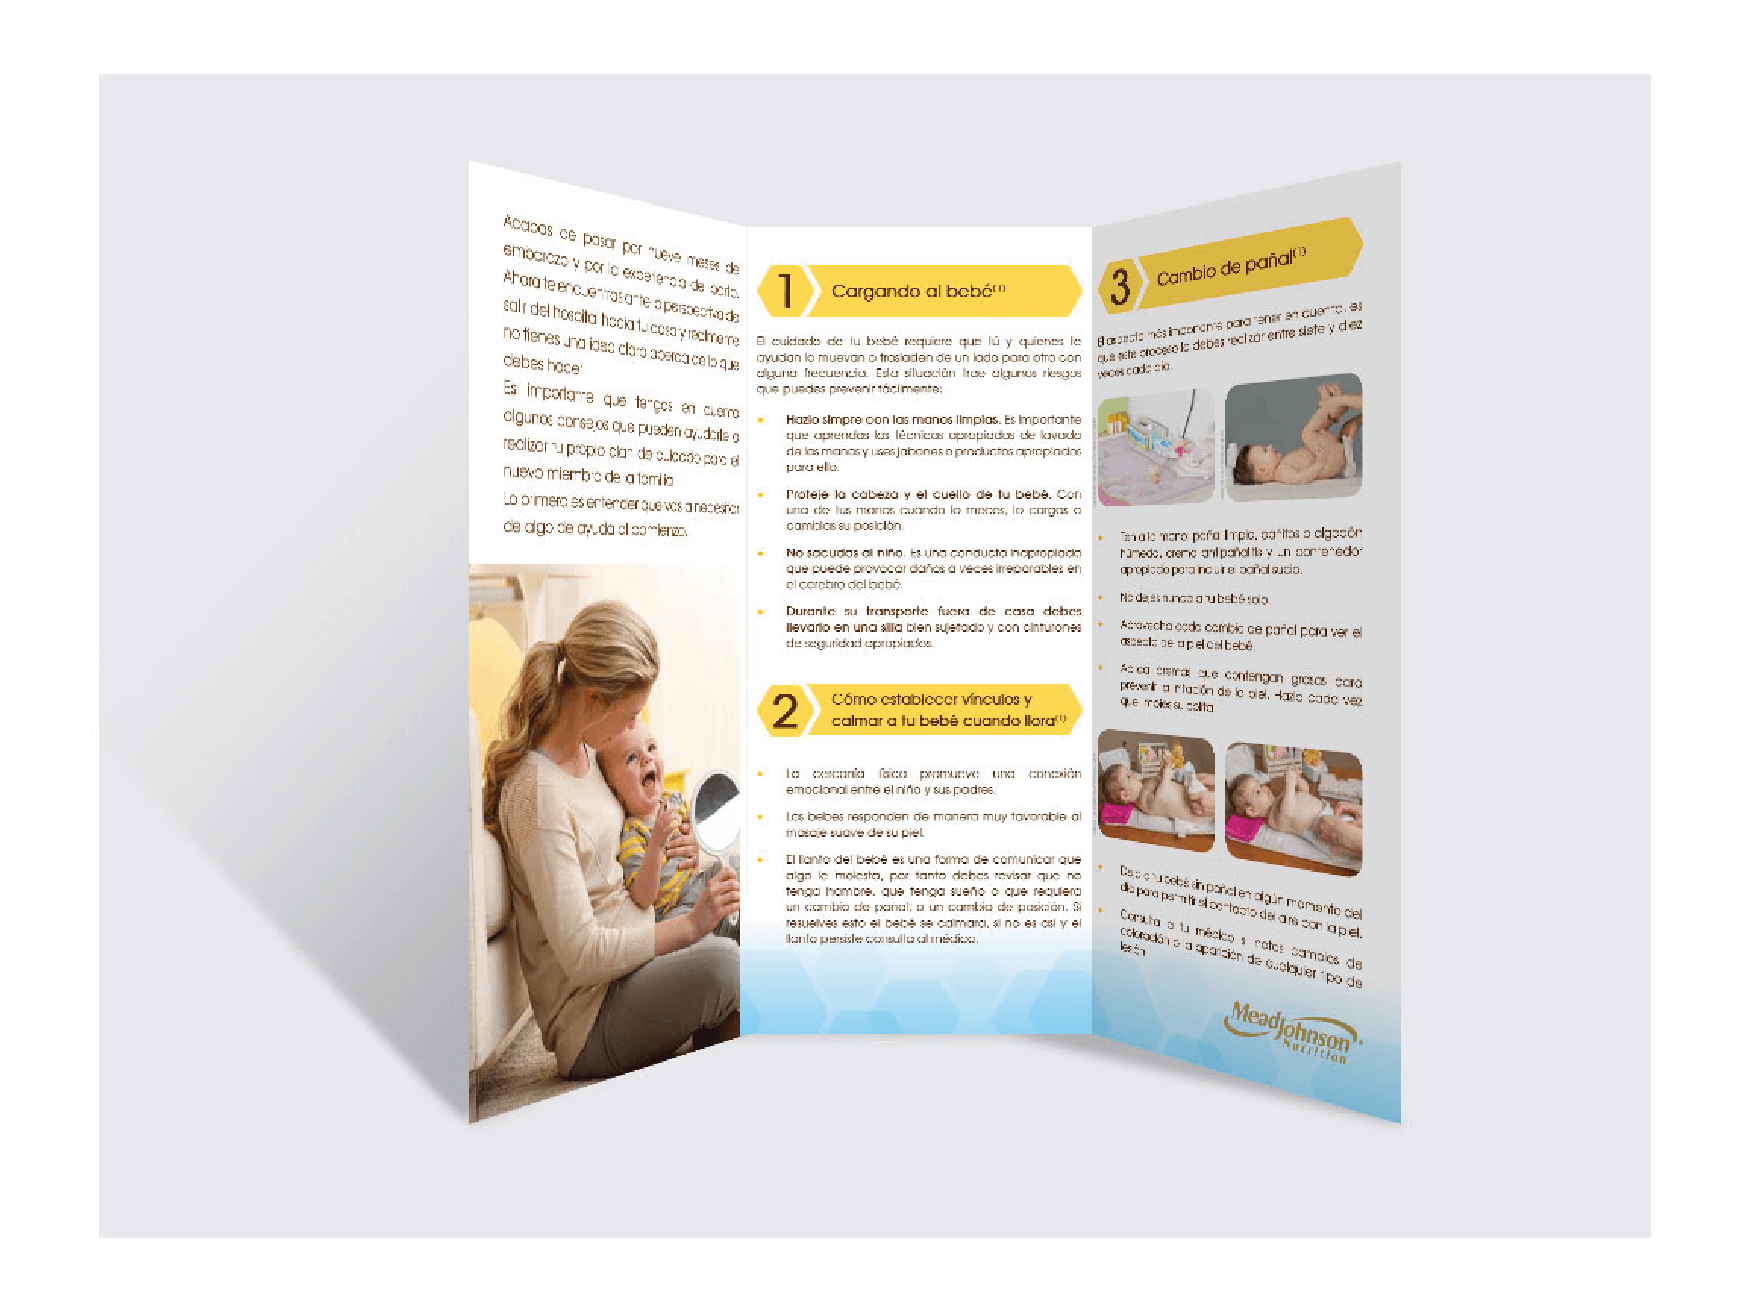 Acabas de pasar por nueve meses de
embarazo y por la experiencia de parto.
Ahora te encuentras ante a perspectiva de
salir del hospital hacia tu casa y realmente
no tienes una idea clara acerca de lo que
debes hacer
Es importante que tengas en cuenta
algunos consejos que pueden ayudarte a
realizar tu propio plan de cuidado para el
nuevo miembro de la familia
Lo primero es entender que vas a necesitar
de algo de ayuda al comienzo.
1
Cargando al bebé(1)
El cuidado de tu bebé requiere que tú y quienes le
ayudan lo muevan o trasladen de un lado para otro con
alguna frecuencia. Esta situación trae algunos riesgos
que puedes prevenir fácilmente:
• Hazlo simpre con las manos limpias. Es importante
que aprendas las técnicas apropiadas de lavado
de las manos y uses jabones o productos apropiados
para ello.
• Proteje la cabeza y el cuello de tu bebé. Con
una de tus manos cuando lo meces, lo cargas o
cambias su posición.
• No sacudas al niño. Es una conducta inapropiada
que puede provocar daños a veces irreparables en
el cerebro del bebé.
• Durante su transporte fuera de casa debes
llevarlo en una silla bien sujetado y con cinturones
de seguridad apropiados.
2
Cómo establecer vínculos y
calmar a tu bebé cuando llora(1)
• La cercanía física promueve una conexión
emocional entre el niño y sus padres.
• Los bebes responden de manera muy favorable al
masaje suave de su piel.
• El llanto del bebé es una forma de comunicar que
algo le molesta, por tanto debes revisar que no
tenga hambre, que tenga sueño o que requiera
un cambio de panal, o un cambio de posición. Si
resuelves esto el bebé se calmara, si no es así y el
llanto persiste consulta al médico.
3
Cambio de pañal(1)
El aspecto más importante para tener en cuenta, es
que este proceso lo debes realizar entre siete y diez
veces cada día.
• Ten a la mano pañal limpio, pañitos o algodón
húmedo, crema antipañalitis y un contenedor
apropiado para incluir el pañal sucio.
• No dejes nunca a tu bebé solo.
• Aprovecha cada cambio de pañal para ver el
aspecto de la piel del bebé.
• Aplica cremas que contengan grasas para
prevenir la irritación de la piel. Hazlo cada vez
que moles su colita
• Deja a tu bebé sin pañal en algún momento del
día para permitir el contacto del aire con la piel.
• Consulta a tu médico si notas cambios de
coloración o la aparición de cualquier tipo de
lesión
MeadJohnson
Nutrition